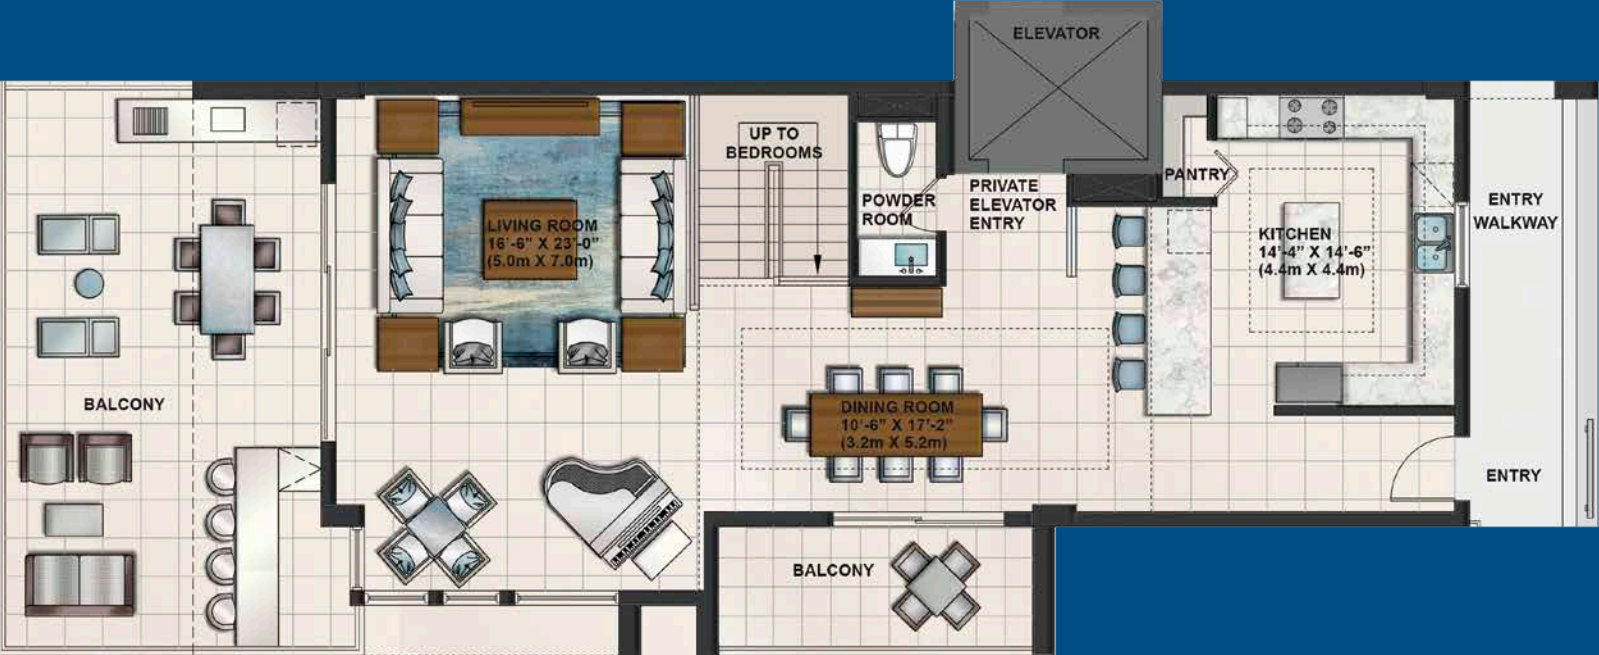 ELEVATOR
UP TO
BEDROOMS
PANTRY
PRIVATE
ELEVATOR
ENTRY
POWDER
ROOM
ENTRY
WALKWAY
LIVING ROOM
16'-6" X 23'-0"
(5.0m X 7.0m)
KITCHEN
14'-4" X 14'-6"
(4.4m X 4.4m)
BALCONY
DINING ROOM
10'-6" X 17'-2"
(3.2m X 5.2m)
ENTRY
BALCONY